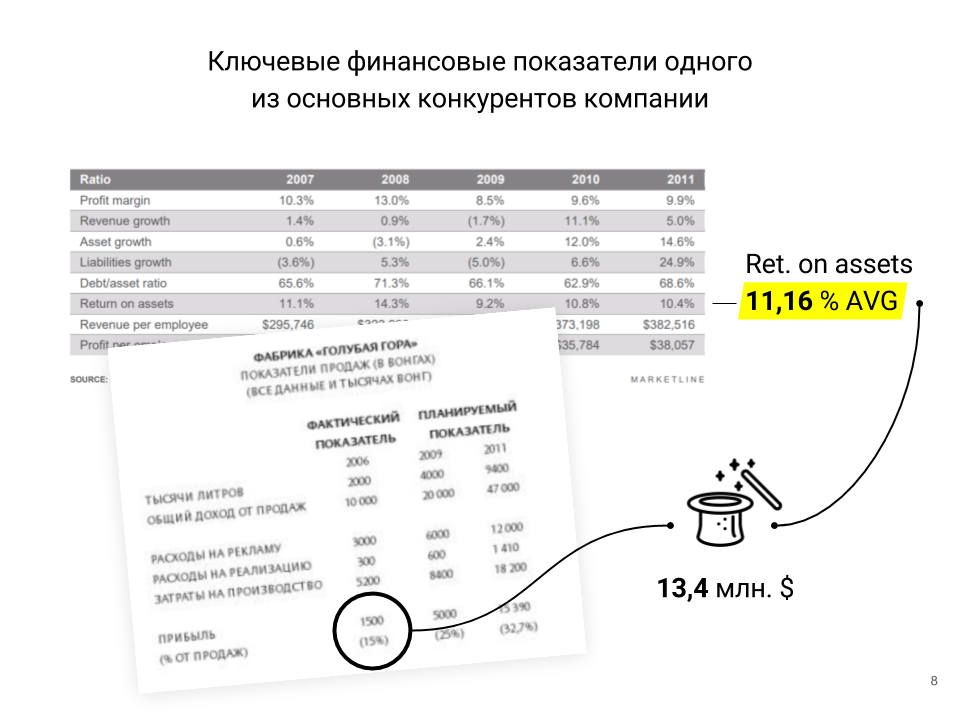 Ключевые финансовые показатели одного
из основных конкурентов компании
Ratio 2007 2008 2009 2010 2011
Profit margin 10.3% 13.0% 8.5% 9.6% 9.9%
Revenue growth 1.4% 0.9% (1.7%) 11.1% 5.0%
Asset growth 0.6% (3.1%) 2.4% 12.0% 14.6%
Liabilities growth (3.6%) 5.3% (5.0%) 6.6% 24.9%
Debt/asset ratio 65.6% 71.3% 66.1% 62.9% 68.6%
Return on assets 11.1% 14.3% 9.2% 10.8% 10.4%
Revenue per employee $295,746 373,198 $382,516
Profit per $35,784 $38,057
SOURCE: MARKETLINE
Ret. on assets
11,16 % AVG
ФАБРИКА «ГОЛУБАЯ ГОРА»
ПОКАЗАТЕЛИ ПРОДАЖ (В ВОНГАХ)
(ВСЕ ДАННЫЕ И ТЫСЯЧАХ ВОНГ)
ФАКТИЧЕСКИЙ ПЛАНИРУЕМЫЙ
ПОКАЗАТЕЛЬ ПОКАЗАТЕЛЬ
2006 2009 2011
ТЫСЯЧИ ЛИТРОВ 2000 4000 9400
ОБЩИЙ ДОХОД ОТ ПРОДАЖ 10 000 20 000 47 000
РАСХОДЫ НА РЕКЛАМУ 3000 6000 12 000
РАСХОДЫ НА РЕАЛИЗАЦИЮ 300 600 1 410
ЗАТРАТЫ НА ПРОИЗВОДСТВО 5200 8400 18 200
ПРИБЫЛЬ 1500 5000 15 390
(% ОТ ПРОДАЖ) (15%) (25%) (32,7%)
13,4 млн. $
8